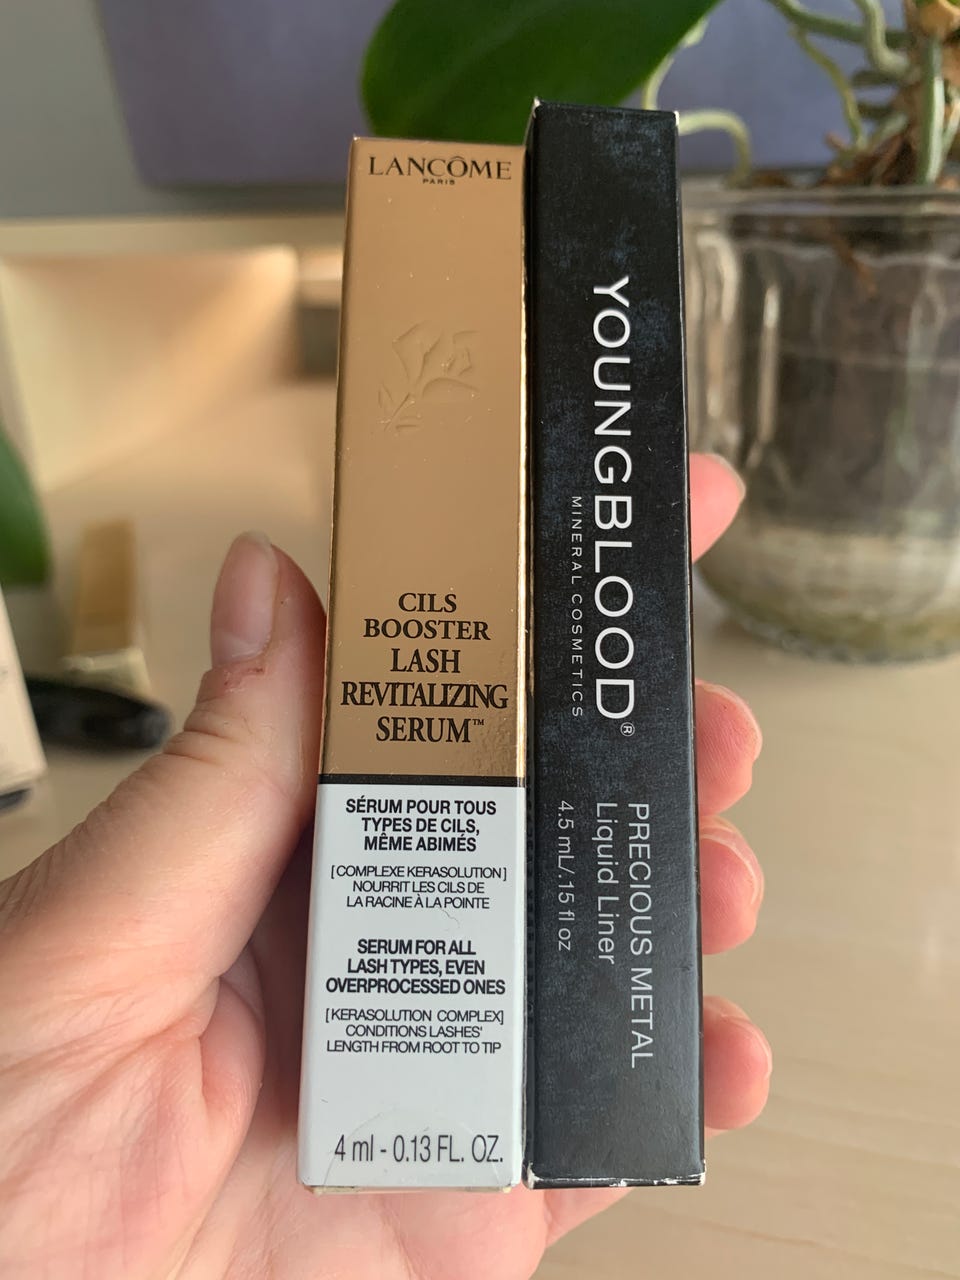 LANCÔME
PARIS
CILS
BOOSTER
LASH
REVITALIZING
SERUM™
SÉRUM POUR TOUS
TYPES DE CILS,
MÊME ABIMÉS
[COMPLEXE KERASOLUTION]
NOURRIT LES CILS DE
LA RACINE À LA POINTE
SERUM FOR ALL
LASH TYPES, EVEN
OVERPROCESSED ONES
[KERASOLUTION COMPLEX]
CONDITIONS LASHES'
LENGTH FROM ROOT TO TIP
4 ml - 0.13 FL. OZ.
YOUNGBLOOD®
MINERAL COSMETICS
PRECIOUS METAL
Liquid Liner
4.5 mL/.15 fl oz